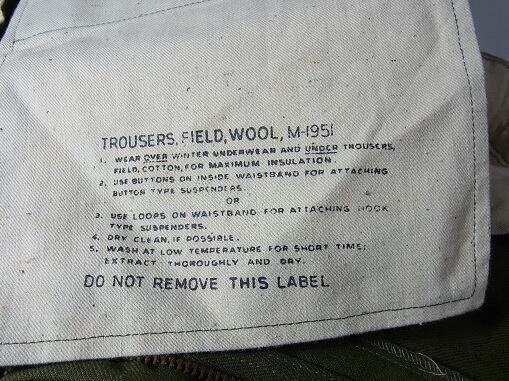 TROUSERS, FIELD, WOOL, M-1951
1. WEAR OVER WINTER UNDERWEAR AND UNDER TROUSERS,
FIELD, COTTON, FOR MAXIMUM INSULATION.
2. USE BUTTONS ON INSIDE WAISTBAND FOR ATTACHING
BUTTON TYPE SUSPENDERS.
OR
3. USE LOOPS ON WAISTBAND FOR ATTACHING HOOK
TYPE SUSPENDERS.
4. DRY CLEAN, IF POSSIBLE.
5. WASH AT LOW TEMPERATURE FOR SHORT TIME;
EXTRACT THOROUGHLY AND DRY.
DO NOT REMOVE THIS LABEL